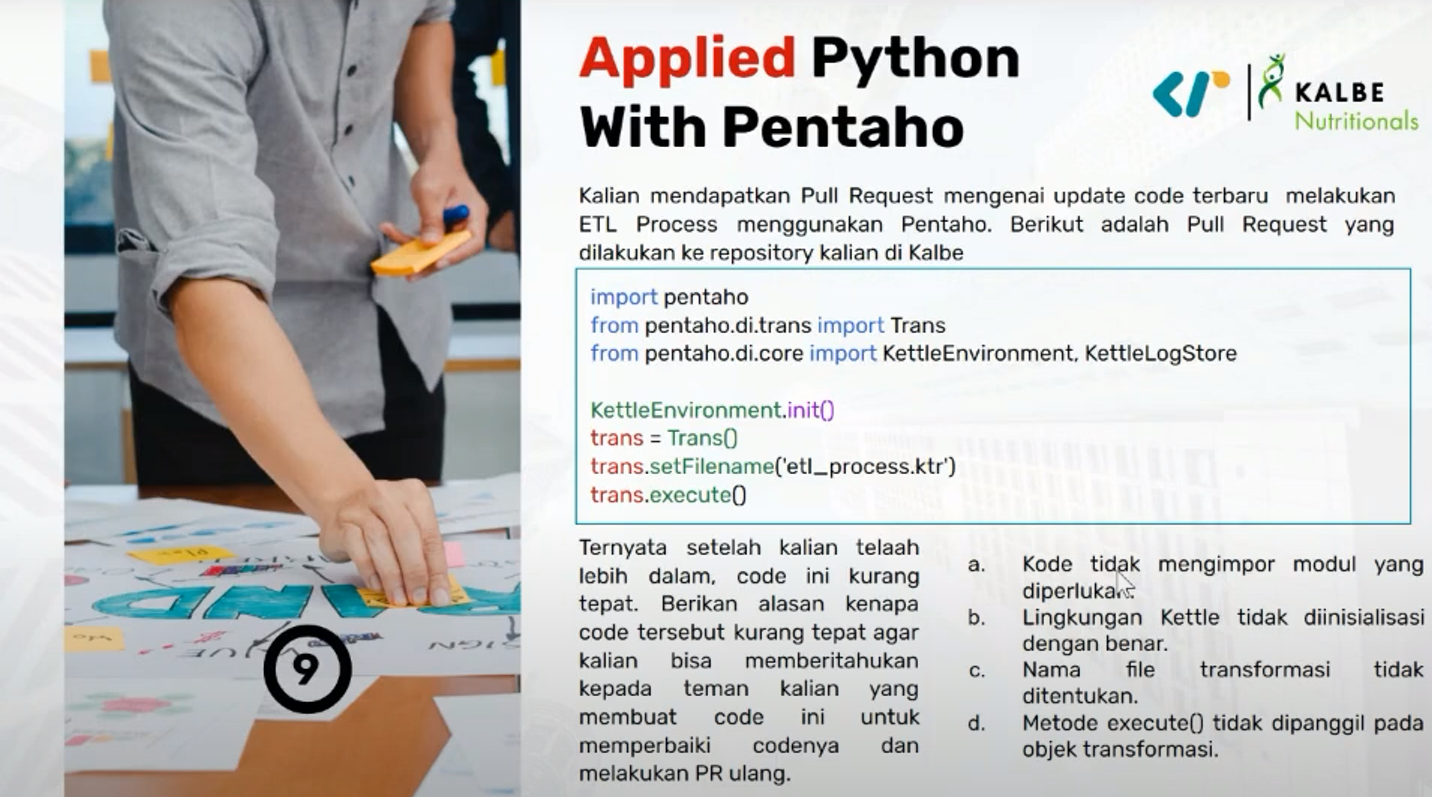 Applied Python
With Pentaho
KALBE
Nutritionals
Kalian mendapatkan Pull Request mengenai update code terbaru melakukan
ETL Process menggunakan Pentaho. Berikut adalah Pull Request yang
dilakukan ke repository kalian di Kalbe
import pentaho
from pentaho.di.trans import Trans
from pentaho.di.core import KettleEnvironment, KettleLogStore
KettleEnvironment.init()
trans = Trans()
trans.setFilename('etl_process.ktr')
trans.execute()
Ternyata setelah kalian telaah
lebih dalam, code ini kurang
tepat. Berikan alasan kenapa
code tersebut kurang tepat agar
kalian bisa memberitahukan
kepada teman kalian yang
membuat code ini untuk
memperbaiki codenya dan
melakukan PR ulang.
a. Kode tidak mengimpor modul yang
diperlukan.
b. Lingkungan Kettle tidak diinisialisasi
dengan benar.
c. Nama file transformasi tidak
ditentukan.
d. Metode execute() tidak dipanggil pada
objek transformasi.
9